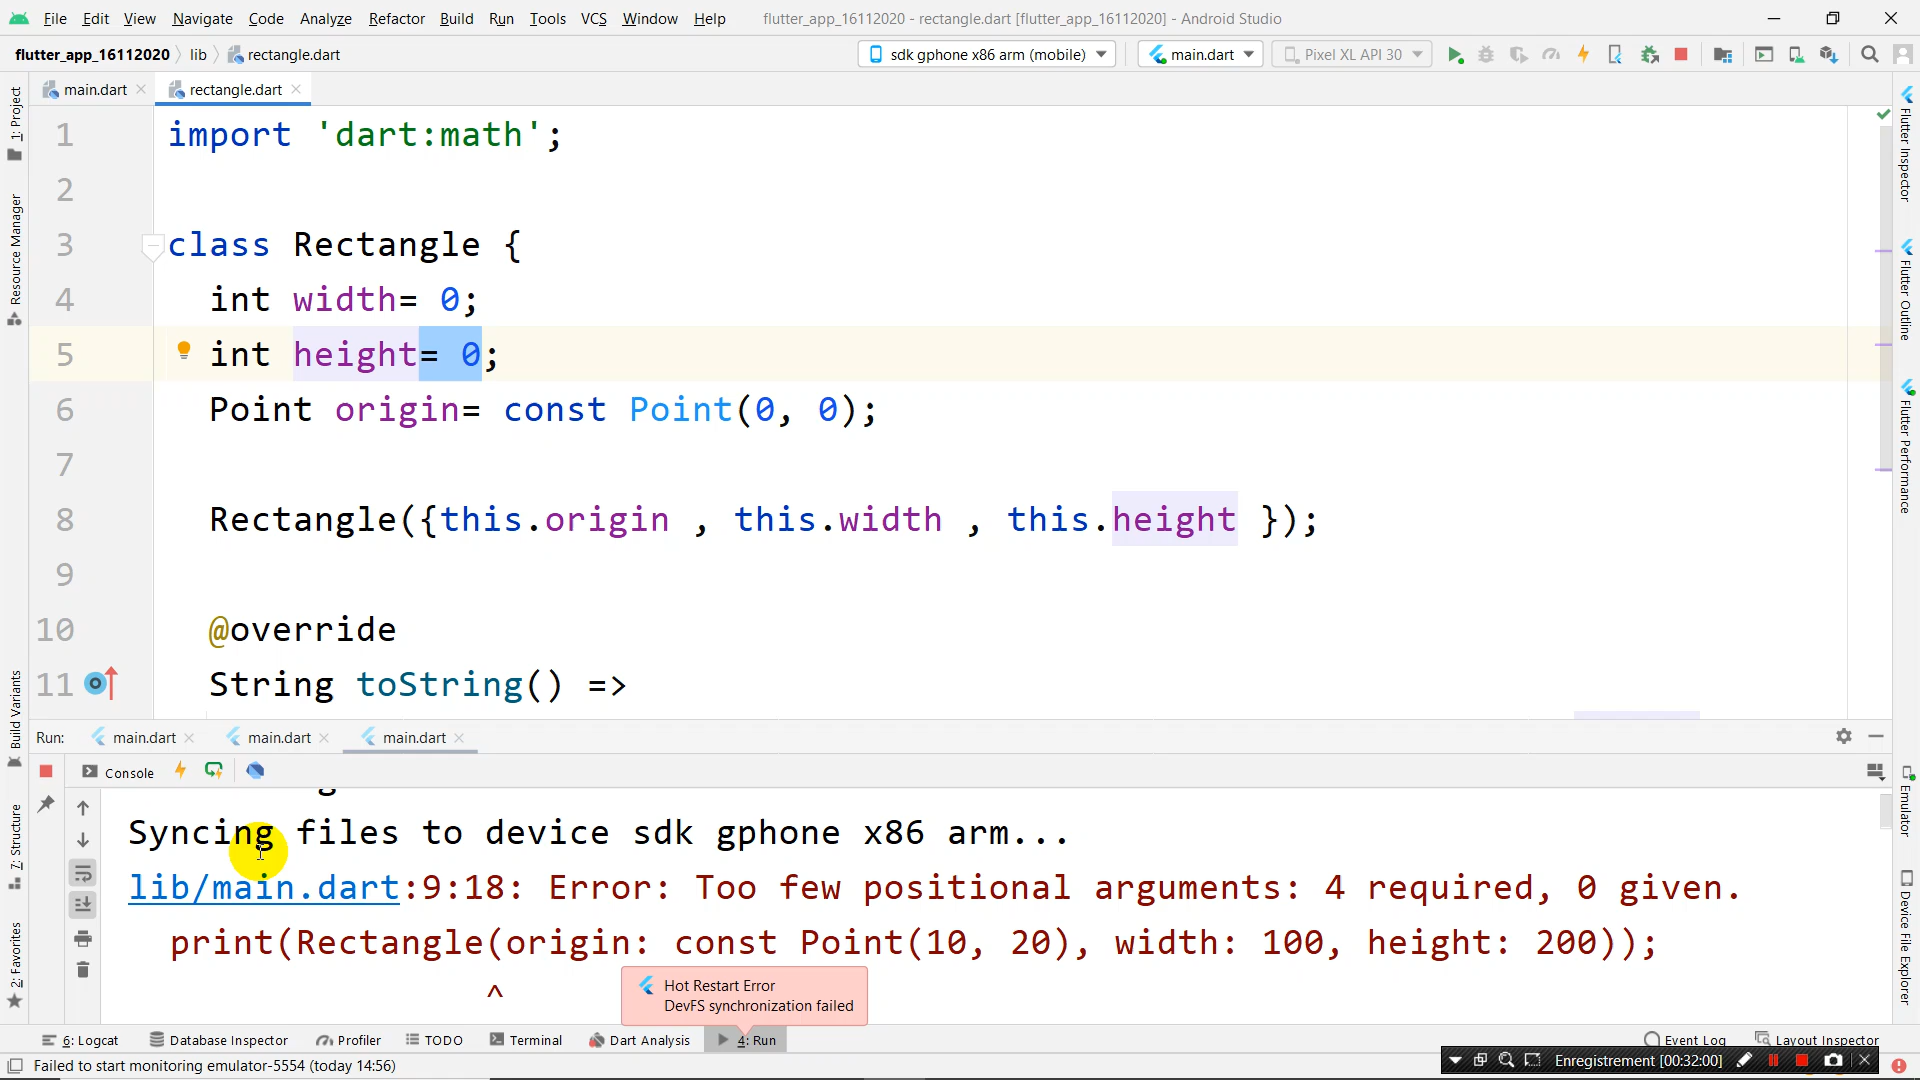 File Edit View Navigate Code Analyze Refactor Build Run Tools VCS Window Help flutter_app_16112020 - rectangle.dart [flutter_app_16112020] - Android Studio
flutter_app_16112020 lib rectangle.dart sdk gphone x86 arm (mobile) main.dart Pixel XL API 30
main.dart rectangle.dart
1 import 'dart:math';
2
3 class Rectangle {
4 int width= 0;
5 int height= 0;
6 Point origin= const Point(0, 0);
7
8 Rectangle({this.origin , this.width , this.height });
9
10 @override
11 String toString() =>
1: Project
Resource Manager
Build Variants
7: Structure
2: Favorites
Flutter Inspector
Flutter Outline
Flutter Performance
Emulator
Device File Explorer
Run: main.dart main.dart main.dart
Console
Syncing files to device sdk gphone x86 arm...
lib/main.dart:9:18: Error: Too few positional arguments: 4 required, 0 given.
print(Rectangle(origin: const Point(10, 20), width: 100, height: 200));
^
Hot Restart Error
DevFS synchronization failed
6: Logcat Database Inspector Profiler TODO Terminal Dart Analysis 4: Run Event Log Layout Inspector
Failed to start monitoring emulator-5554 (today 14:56)
Enregistrement [00:32:00]